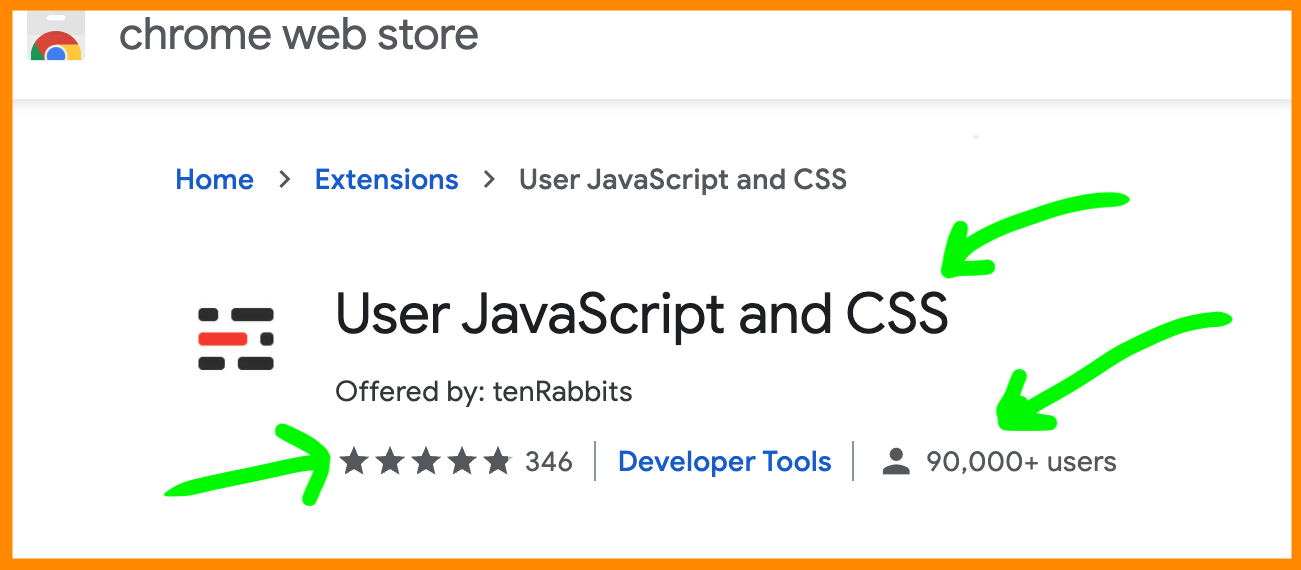 chrome web store
Home > Extensions > User JavaScript and CSS
User JavaScript and CSS
Offered by: tenRabbits
346 Developer Tools 90,000+ users